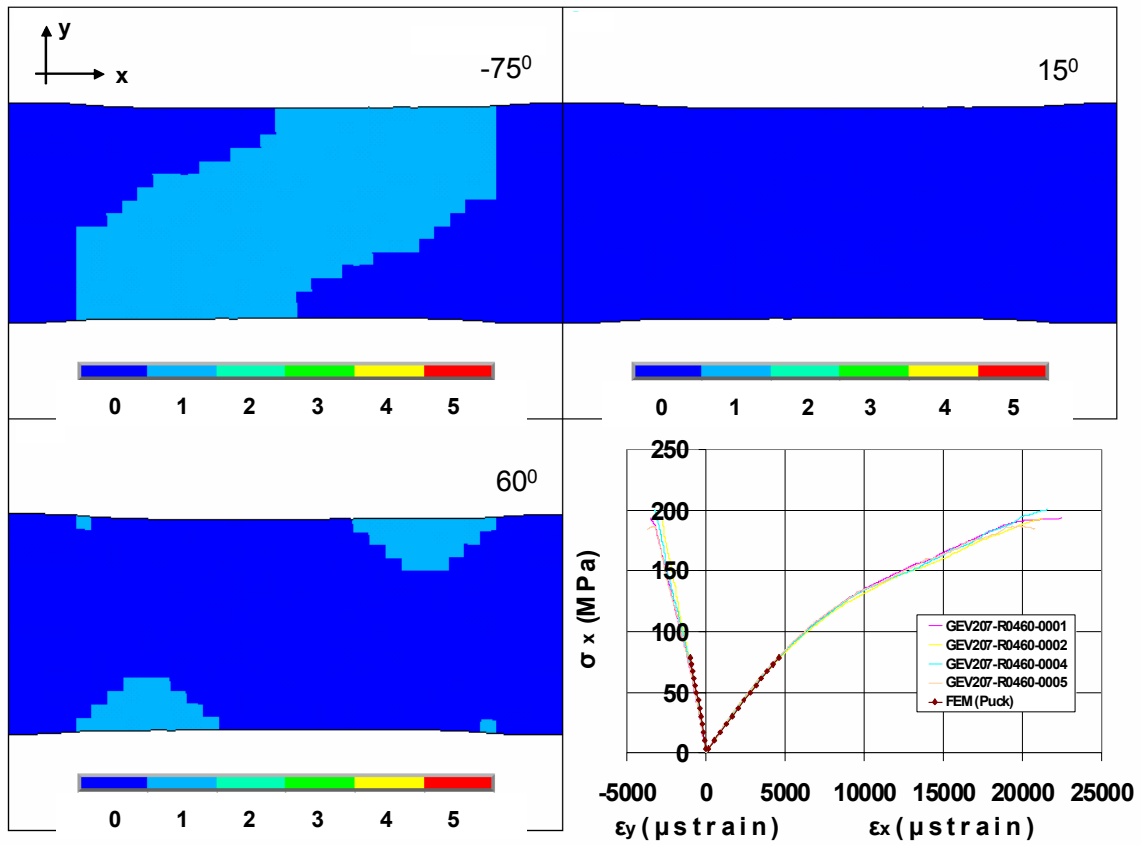 y
x
-75⁰
15⁰
0 1 2 3 4 5
0 1 2 3 4 5
60⁰
0 1 2 3 4 5
250
200
150
100
50
0
σ x (MPa)
GEV207-R0460-0001
GEV207-R0460-0002
GEV207-R0460-0004
GEV207-R0460-0005
FEM (Puck)
-5000 0 5000 10000 15000 20000 25000
εy (µstrain) εx (µstrain)